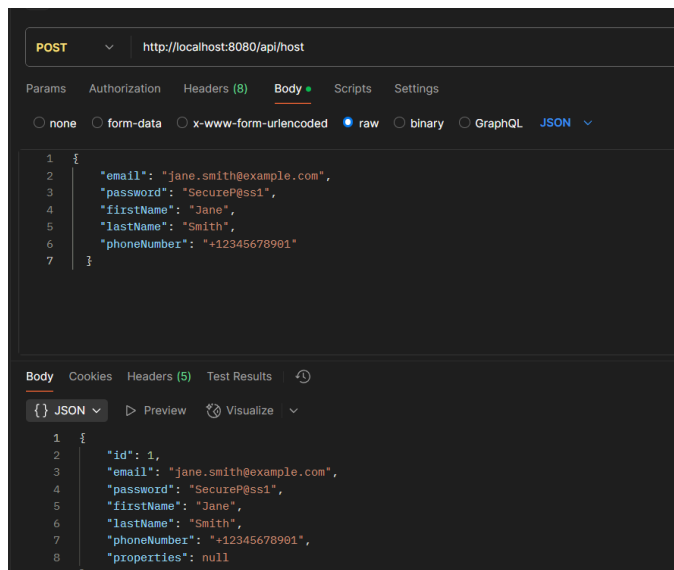 POST http://localhost:8080/api/host
Params Authorization Headers (8) Body Scripts Settings
none form-data x-www-form-urlencoded raw binary GraphQL JSON
1 {
2 "email": "jane.smith@example.com",
3 "password": "SecureP@ss1",
4 "firstName": "Jane",
5 "lastName": "Smith",
6 "phoneNumber": "+12345678901"
7 }
Body Cookies Headers (5) Test Results
{} JSON Preview Visualize
1 {
2 "id": 1,
3 "email": "jane.smith@example.com",
4 "password": "SecureP@ss1",
5 "firstName": "Jane",
6 "lastName": "Smith",
7 "phoneNumber": "+12345678901",
8 "properties": null